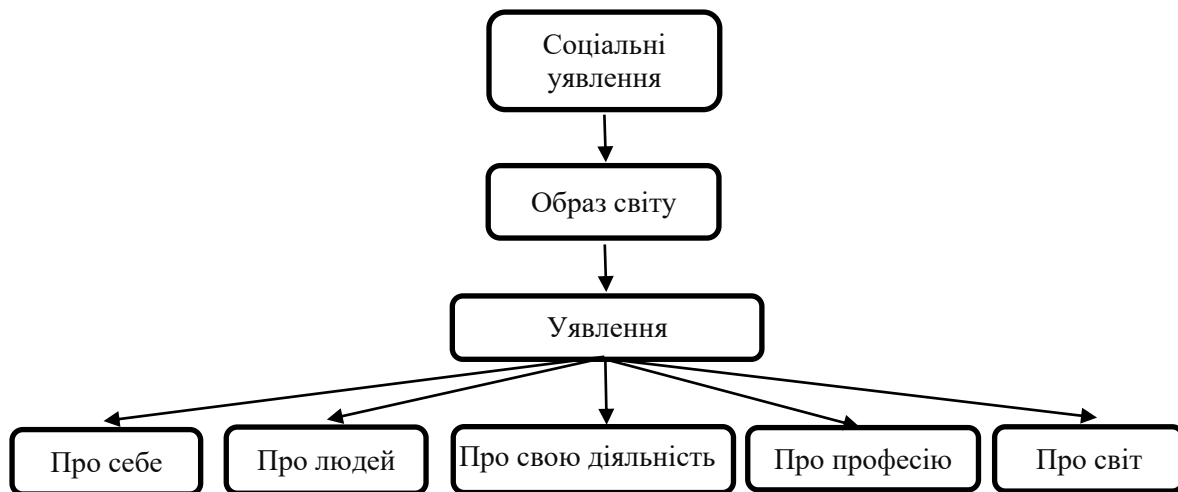 Соціальні
уявлення
Образ світу
Уявлення
Про себе
Про людей
Про свою діяльність
Про професію
Про світ